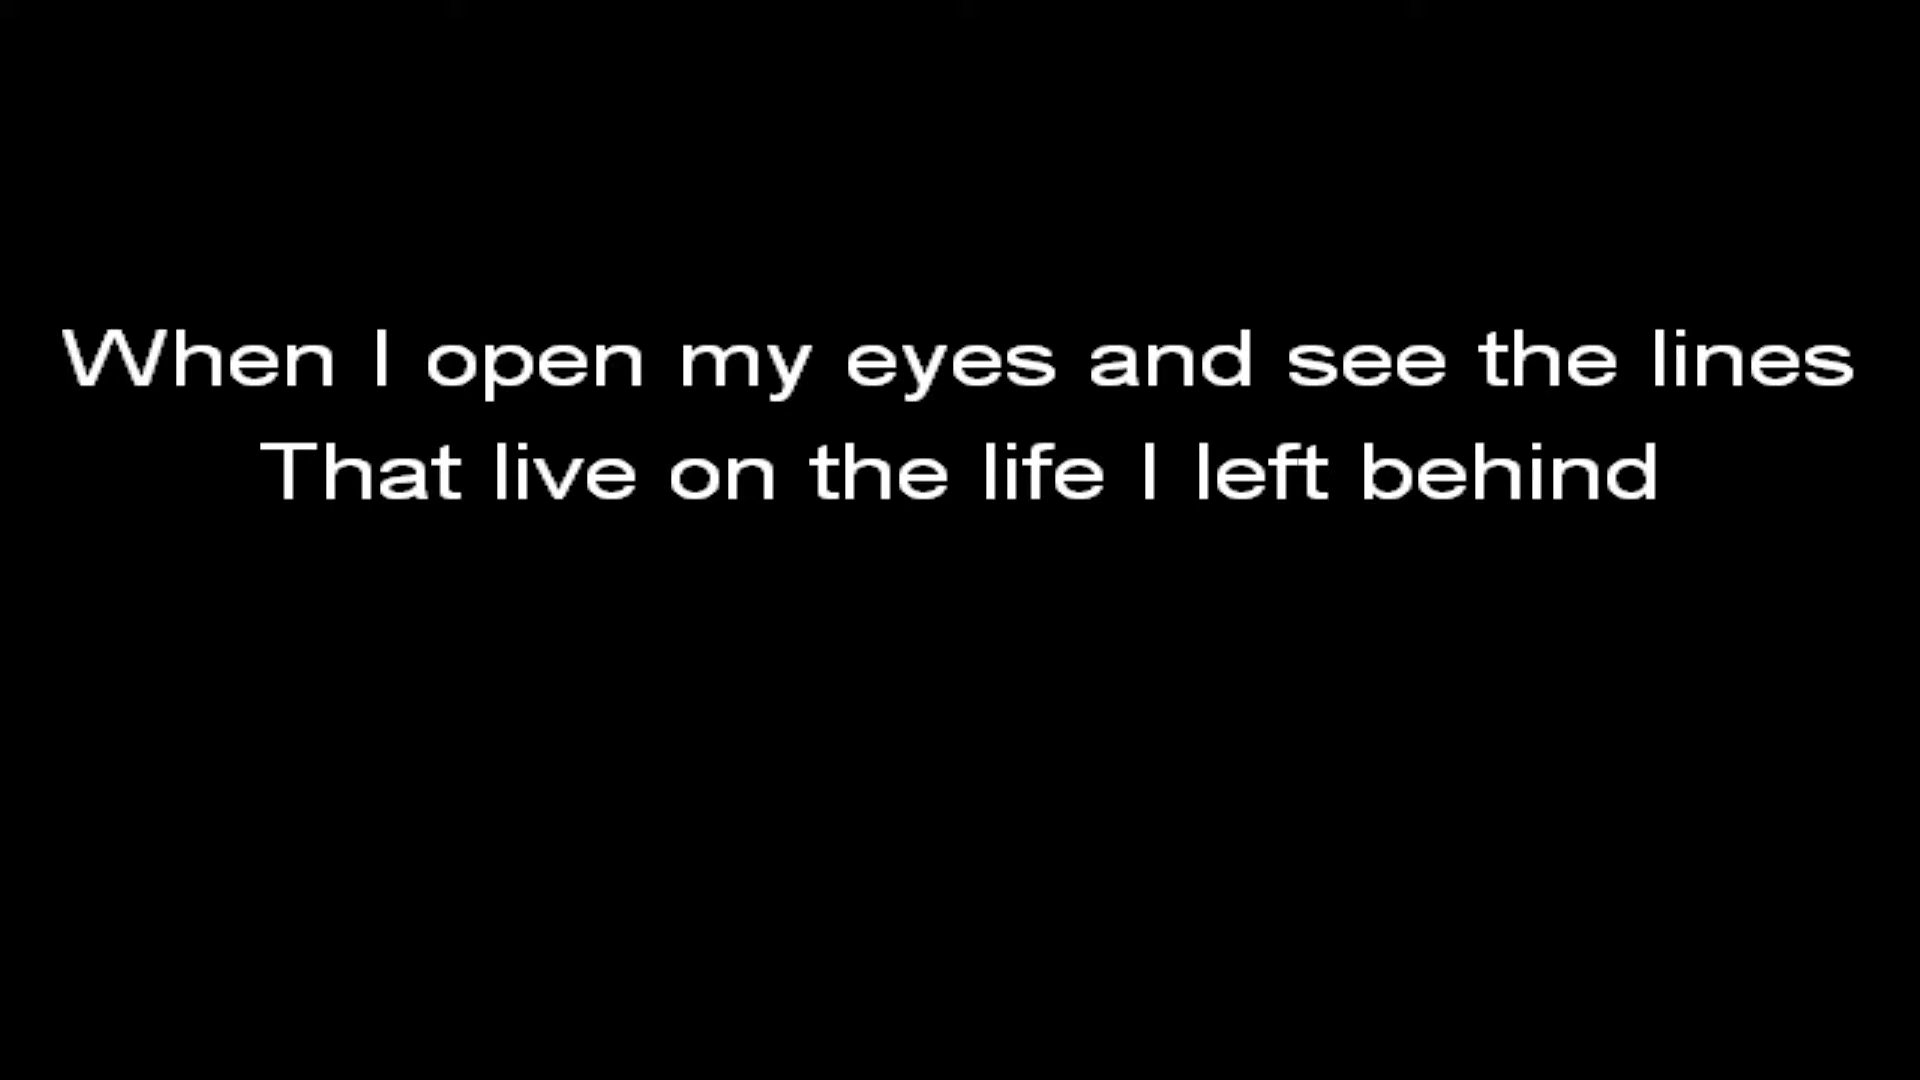 When I open my eyes and see the lines
That live on the life I left behind